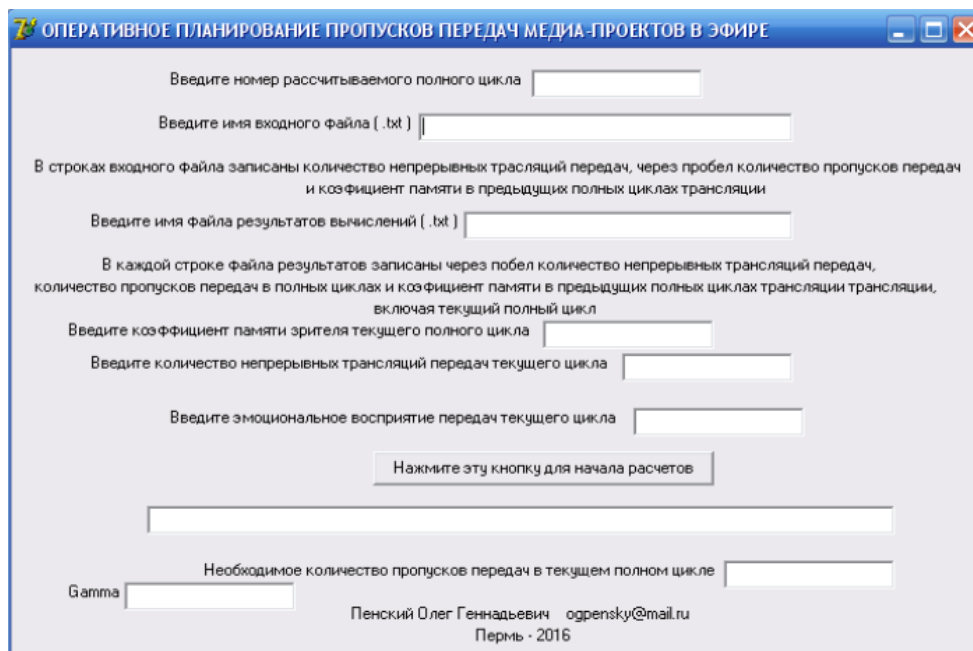 ОПЕРАТИВНОЕ ПЛАНИРОВАНИЕ ПРОПУСКОВ ПЕРЕДАЧ МЕДИА-ПРОЕКТОВ В ЭФИРЕ
Введите номер рассчитываемого полного цикла
Введите имя входного файла ( .txt )
В строках входного файла записаны количество непрерывных трасляций передач, через пробел количество пропусков передач
и коэфициент памяти в предыдущих полных циклах трансляции
Введите имя файла результатов вычислений ( .txt )
В каждой строке файла результатов записаны через побел количество непрерывных трансляций передач,
количество пропусков передач в полных циклах и коэфициент памяти в предыдущих полных циклах трансляции трансляции,
включая текущий полный цикл
Введите коэффициент памяти зрителя текущего полного цикла
Введите количество непрерывных трансляций передач текущего цикла
Введите эмоциональное восприятие передач текущего цикла
Нажмите эту кнопку для начала расчетов
Необходимое количество пропусков передач в текущем полном цикле
Gamma
Пенский Олег Геннадьевич ogpensky@mail.ru
Пермь - 2016